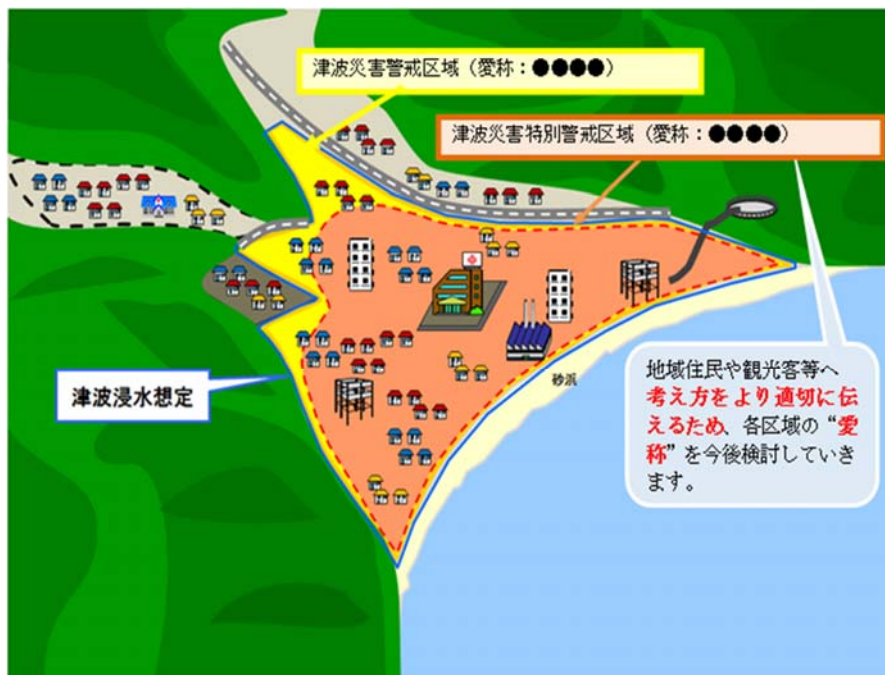 津波災害警戒区域（愛称：●●●●）
津波災害特別警戒区域（愛称：●●●●）
津波浸水想定
砂浜
地域住民や観光客等へ
考え方をより適切に伝
えるため、各区域の“愛
称”を今後検討していき
ます。